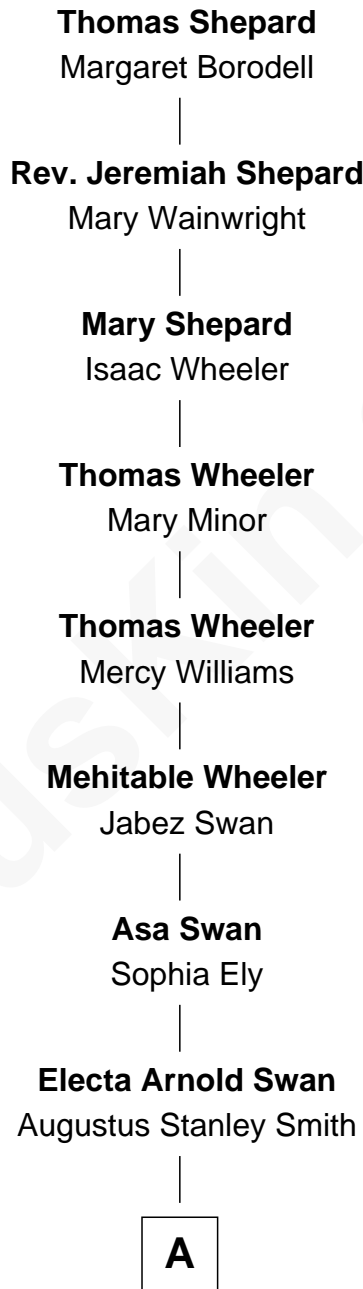 Thomas Shepard
Margaret Borodell
Rev. Jeremiah Shepard
Mary Wainwright
Mary Shepard
Isaac Wheeler
Thomas Wheeler
Mary Minor
Thomas Wheeler
Mercy Williams
Mehitable Wheeler
Jabez Swan
Asa Swan
Sophia Ely
Electa Arnold Swan
Augustus Stanley Smith
A